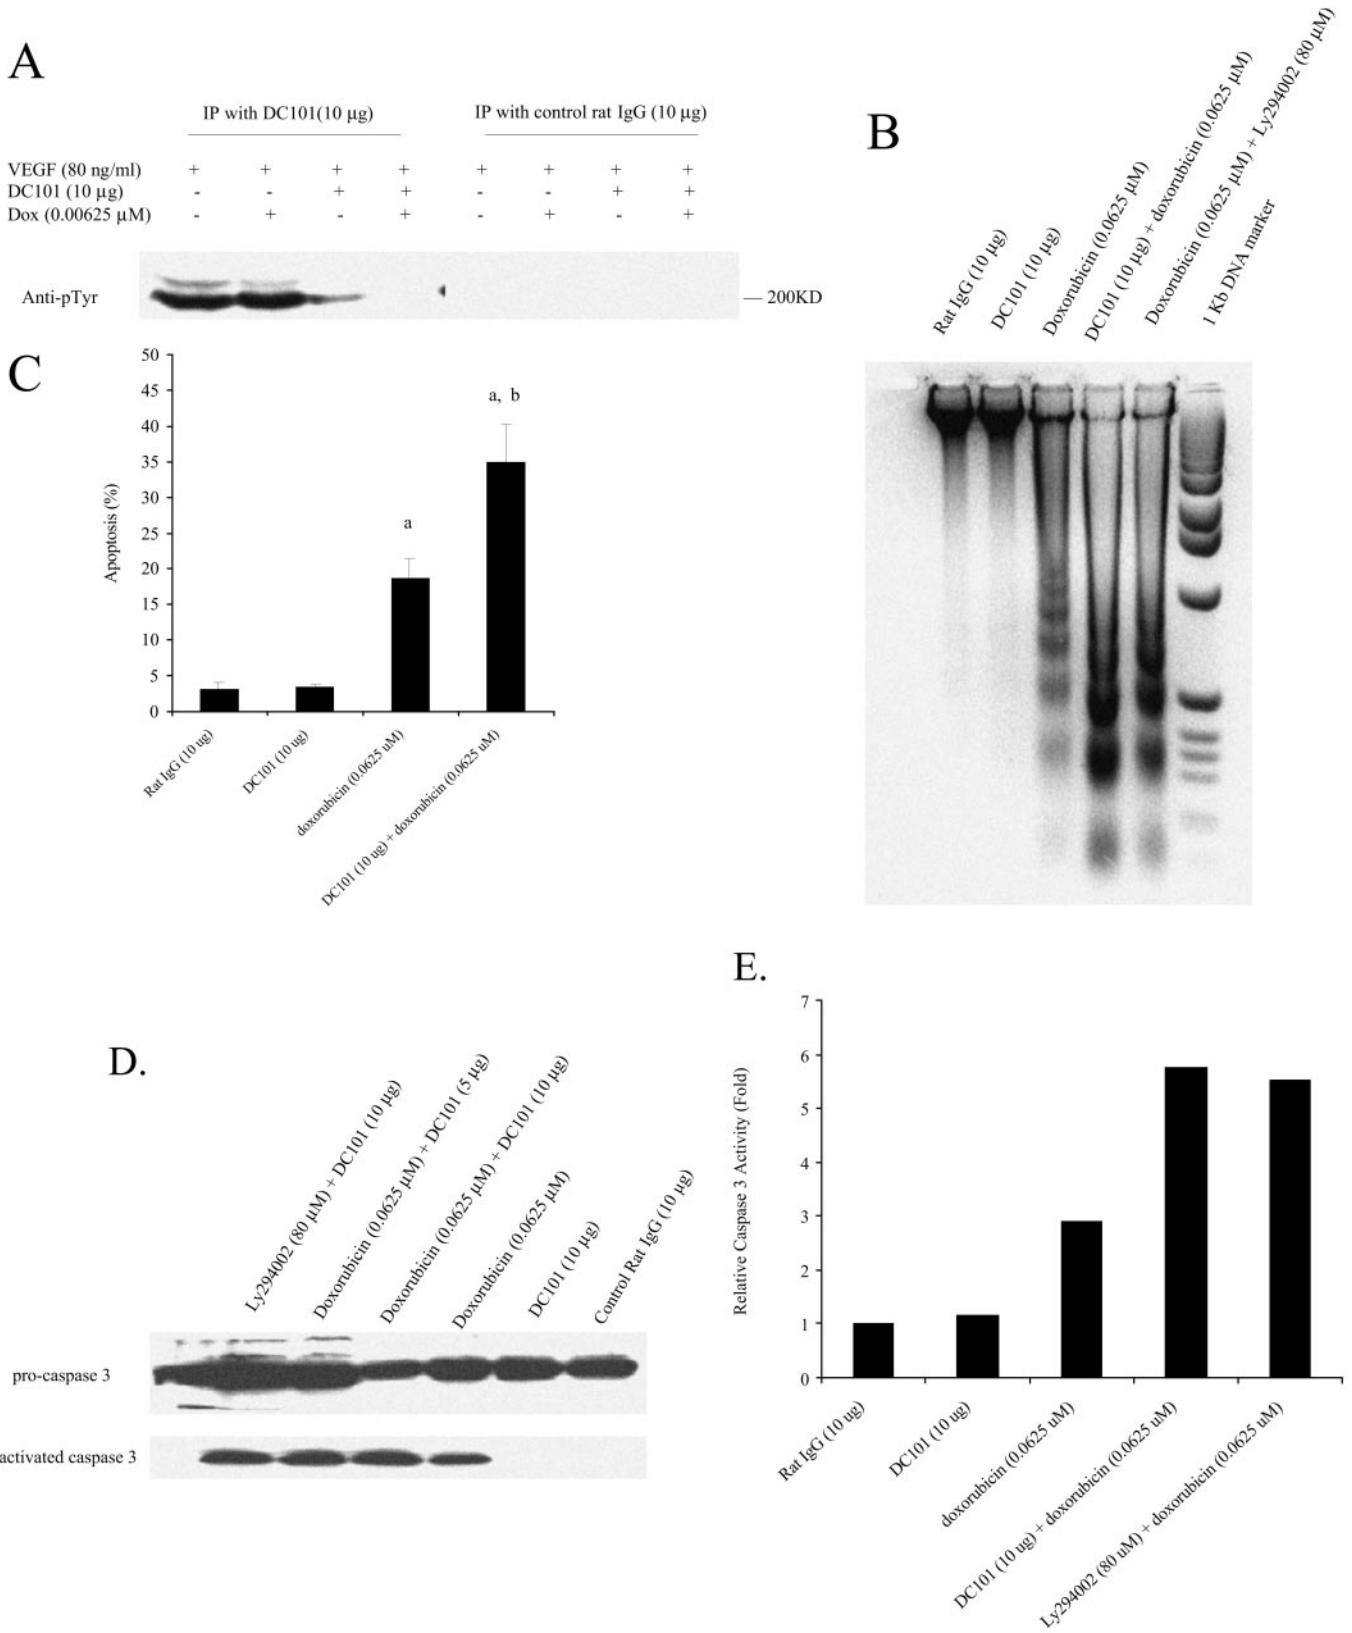 A
IP with DC101(10 µg)
IP with control rat IgG (10 µg)
VEGF (80 ng/ml) + + + + + + + +
DC101 (10 µg) - - + + - - + +
Dox (0.00625 µM) - + - + - + - +
Anti-pTyr
— 200KD
B
Rat IgG (10 µg)
DC101 (10 µg)
Doxorubicin (0.0625 µM)
DC101 (10 µg) + doxorubicin (0.0625 µM)
Doxorubicin (0.0625 µM) + Ly294002 (80 µM)
1 Kb DNA marker
C
50
45
40
35
30
25
20
15
10
5
0
Apoptosis (%)
a
a, b
Rat IgG (10 ug)
DC101 (10 ug)
doxorubicin (0.0625 uM)
DC101 (10 ug) + doxorubicin (0.0625 uM)
D.
Ly294002 (80 µM) + DC101 (10 µg)
Doxorubicin (0.0625 µM) + DC101 (5 µg)
Doxorubicin (0.0625 µM) + DC101 (10 µg)
Doxorubicin (0.0625 µM)
DC101 (10 µg)
Control Rat IgG (10 µg)
pro-caspase 3
activated caspase 3
E.
7
6
5
4
3
2
1
0
Relative Caspase 3 Activity (Fold)
Rat IgG (10 ug)
DC101 (10 ug)
doxorubicin (0.0625 uM)
DC101 (10 ug) + doxorubicin (0.0625 uM)
Ly294002 (80 uM) + doxorubicin (0.0625 uM)